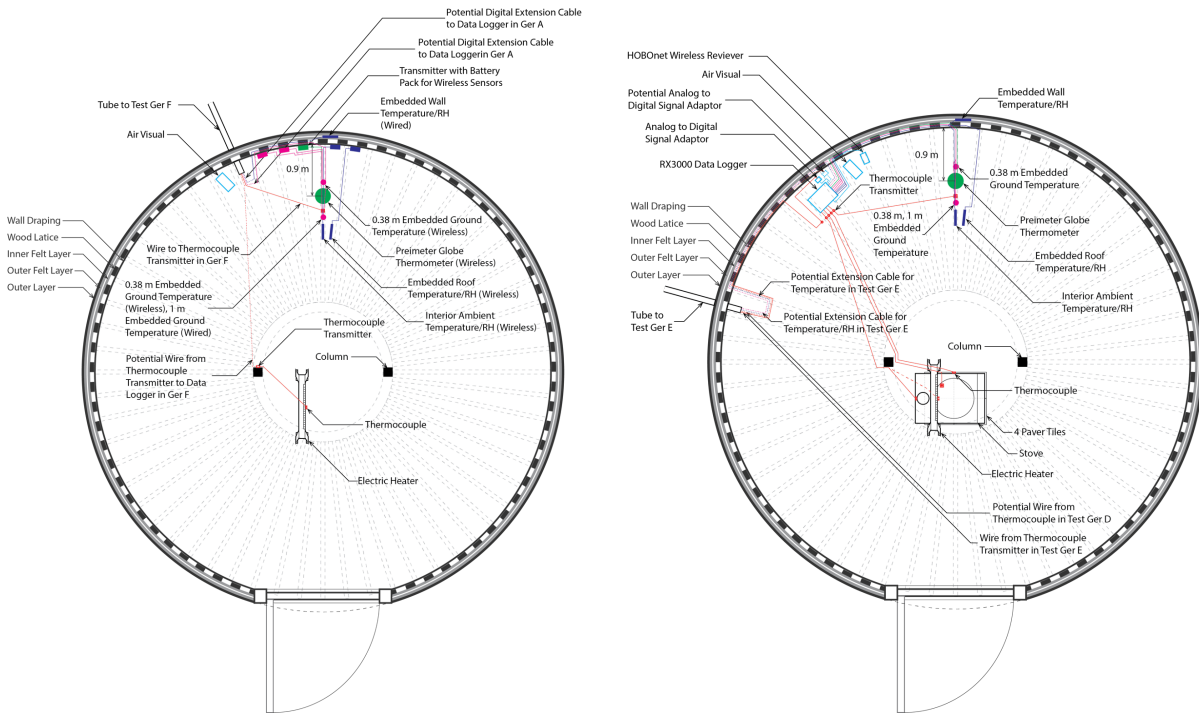 Potential Digital Extension Cable
to Data Logger in Ger A
Potential Digital Extension Cable
to Data Loggerin Ger A
Transmitter with Battery
Pack for Wireless Sensors
Embedded Wall
Temperature/RH
(Wired)
Tube to Test Ger F
Air Visual
0.9 m
Wall Draping
Wood Latice
Inner Felt Layer
Outer Felt Layer
Outer Layer
Wire to Thermocouple
Transmitter in Ger F
0.38 m Embedded Ground
Temperature (Wireless)
Preimeter Globe
Thermometer (Wireless)
Embedded Roof
Temperature/RH (Wireless)
Interior Ambient
Temperature/RH (Wireless)
0.38 m Embedded
Ground Temperature
(Wireless), 1 m
Embedded Ground
Temperature (Wired)
Thermocouple
Transmitter
Column
Potential Wire from
Thermocouple
Transmitter to Data
Logger in Ger F
Thermocouple
Electric Heater
HOBOnet Wireless Reviever
Air Visual
Potential Analog to
Digital Signal Adaptor
Analog to Digital
Signal Adaptor
RX3000 Data Logger
Embedded Wall
Temperature/RH
0.9 m
Thermocouple
Transmitter
0.38 m Embedded
Ground Temperature
Wall Draping
Wood Latice
Inner Felt Layer
Outer Felt Layer
Outer Layer
0.38 m, 1 m
Embedded
Ground
Temperature
Preimeter Globe
Thermometer
Embedded Roof
Temperature/RH
Interior Ambient
Temperature/RH
Potential Extension Cable for
Temperature in Test Ger E
Potential Extension Cable for
Temperature/RH in Test Ger E
Tube to
Test Ger E
Column
Thermocouple
4 Paver Tiles
Stove
Electric Heater
Potential Wire from
Thermocouple in Test Ger D
Wire from Thermocouple
Transmitter in Test Ger E